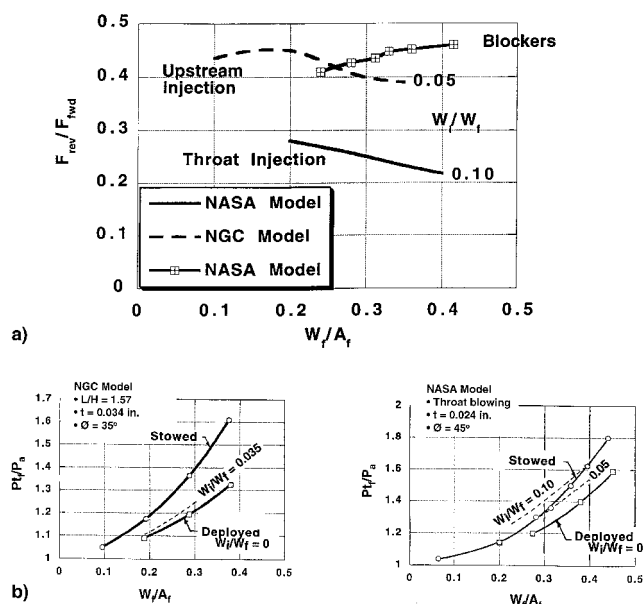 0.5
0.4
0.3
0.2
0.1
0
F_rev/F_fwd
Blockers
Upstream
Injection
0.05
W_i/W_f
Throat Injection
0.10
NASA Model
NGC Model
NASA Model
0 0.1 0.2 0.3 0.4 0.5
W_f/A_f
a)
NGC Model
• L/H = 1.57
• t = 0.034 in.
• Ø = 35°
1.7
1.6
1.5
1.4
1.3
1.2
1.1
1.0
Pt_f/P_a
Stowed
W_i/W_f = 0.035
Deployed
W_i/W_f = 0
0 0.1 0.2 0.3 0.4 0.5
W_f/A_f
NASA Model
• Throat blowing
• t = 0.024 in.
• Ø = 45°
2
1.8
1.6
1.4
1.2
1
Pt_f/P_a
Stowed
W_i/W_f = 0.10
0.05
Deployed
W_i/W_f = 0
0 0.1 0.2 0.3 0.4 0.5
W_f/A_f
b)